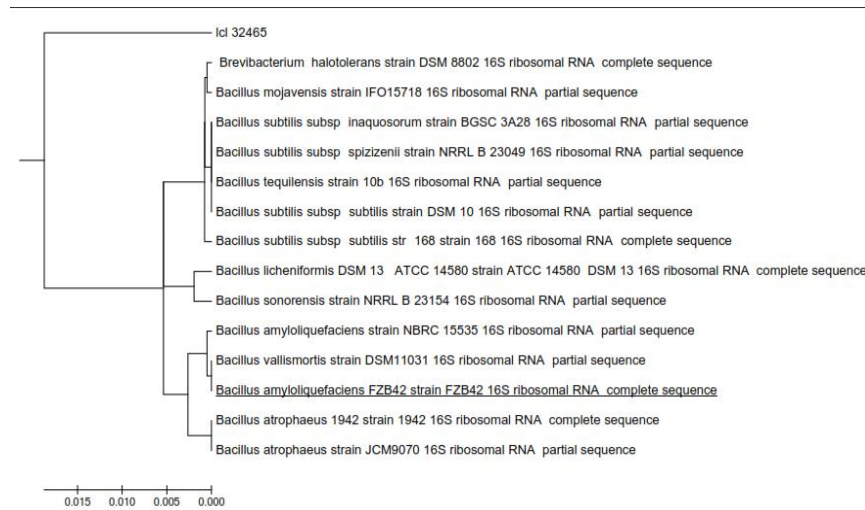 lcl 32465
Brevibacterium halotolerans strain DSM 8802 16S ribosomal RNA complete sequence
Bacillus mojavensis strain IFO15718 16S ribosomal RNA partial sequence
Bacillus subtilis subsp inaquosorum strain BGSC 3A28 16S ribosomal RNA partial sequence
Bacillus subtilis subsp spizizenii strain NRRL B 23049 16S ribosomal RNA partial sequence
Bacillus tequilensis strain 10b 16S ribosomal RNA partial sequence
Bacillus subtilis subsp subtilis strain DSM 10 16S ribosomal RNA partial sequence
Bacillus subtilis subsp subtilis str 168 strain 168 16S ribosomal RNA complete sequence
Bacillus licheniformis DSM 13 ATCC 14580 strain ATCC 14580 DSM 13 16S ribosomal RNA complete sequence
Bacillus sonorensis strain NRRL B 23154 16S ribosomal RNA partial sequence
Bacillus amyloliquefaciens strain NBRC 15535 16S ribosomal RNA partial sequence
Bacillus vallismortis strain DSM11031 16S ribosomal RNA partial sequence
Bacillus amyloliquefaciens FZB42 strain FZB42 16S ribosomal RNA complete sequence
Bacillus atrophaeus 1942 strain 1942 16S ribosomal RNA complete sequence
Bacillus atrophaeus strain JCM9070 16S ribosomal RNA partial sequence
0.015 0.010 0.005 0.000